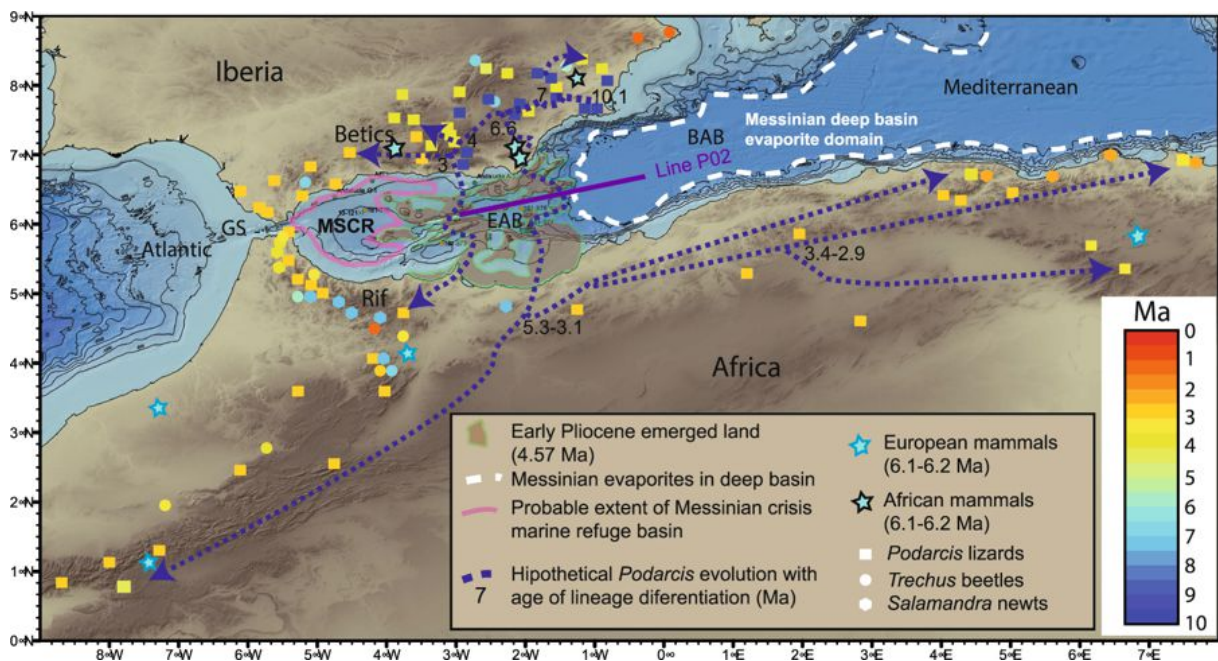 9°N
8°N
7°N
6°N
5°N
4°N
3°N
2°N
1°N
0°N
Iberia
7
10.1
Mediterranean
Messinian deep basin
evaporite domain
BAB
Betics
4
6.6
3
Line P02
GS
MSCR
EAB
Atlantic
Rif
3.4-2.9
5.3-3.1
Africa
Ma
0
1
2
3
4
5
6
7
8
9
10
Early Pliocene emerged land
(4.57 Ma)
Messinian evaporites in deep basin
Probable extent of Messinian crisis
marine refuge basin
7
Hipothetical Podarcis evolution with
age of lineage diferentiation (Ma)
European mammals
(6.1-6.2 Ma)
African mammals
(6.1-6.2 Ma)
Podarcis lizards
Trechus beetles
Salamandra newts
8°W 7°W 6°W 5°W 4°W 3°W 2°W 1°W 0° 1°E 2°E 3°E 4°E 5°E 6°E 7°E